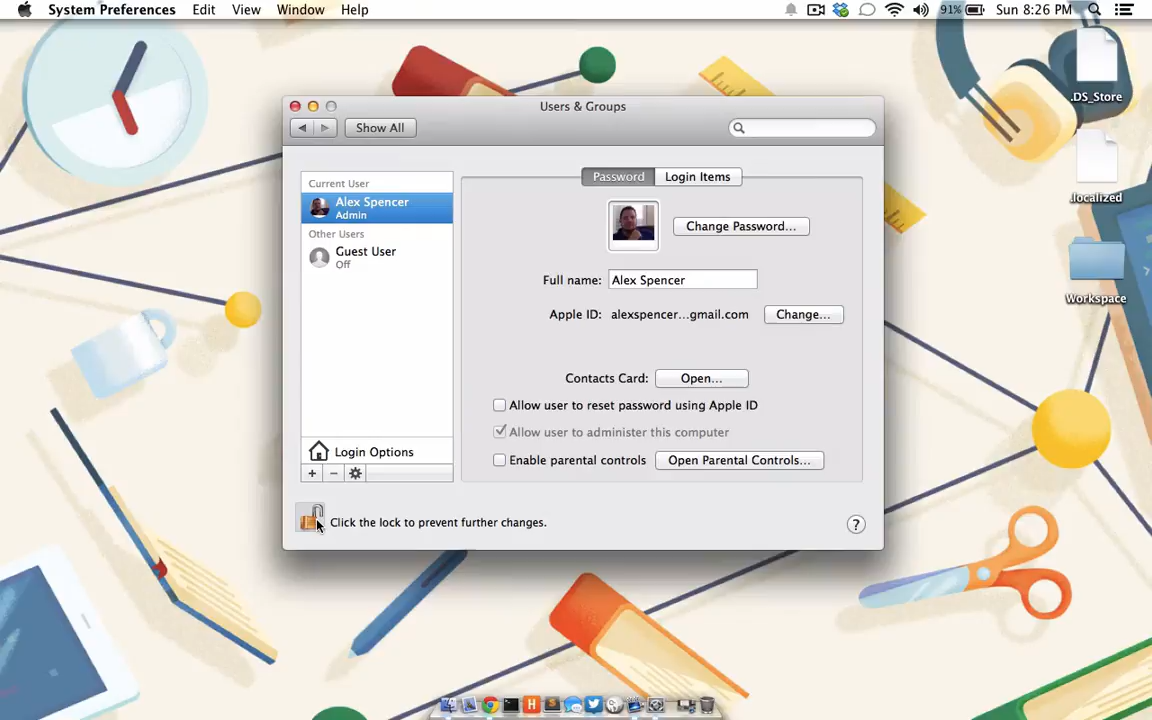 System Preferences Edit View Window Help 91% Sun 8:26 PM
.DS_Store
.localized
Workspace
Users & Groups
Show All
Current User
Alex Spencer
Admin
Other Users
Guest User
Off
Login Options
Password Login Items
Change Password...
Full name: Alex Spencer
Apple ID: alexspencer...gmail.com Change...
Contacts Card: Open...
Allow user to reset password using Apple ID
Allow user to administer this computer
Enable parental controls Open Parental Controls...
Click the lock to prevent further changes.
?